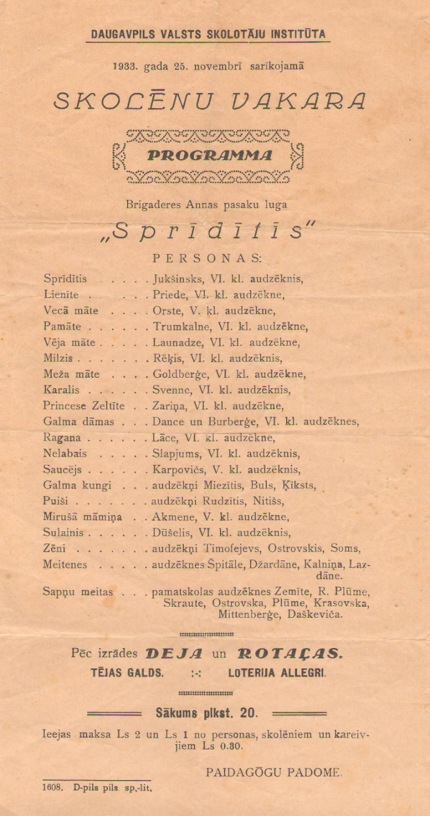 DAUGAVPILS VALSTS SKOLOTĀJU INSTITŪTA
1933. gada 25. novembrī sarīkojamā
SKOLĒNU VAKARA
PROGRAMMA
Brigaderes Annas pasaku luga
„Sprīdītis"
PERSONAS:
Sprīdītis . . . . . Jukšinsks, VI. kl. audzēknis,
Lienīte . . . . . Priede, VI. kl. audzēkne,
Vecā māte . . . . Orste, V. kl. audzēkne,
Pamāte . . . . . Trumkalne, VI. kl. audzēkne,
Vēja māte . . . . Launadze, VI. kl. audzēkne,
Milzis . . . . . . Rēķis, VI. kl. audzēknis,
Meža māte . . . . Goldberģe, VI. kl. audzēkne,
Karalis . . . . . Svenne, VI. kl. audzēknis,
Princese Zeltīte . . Zariņa, VI. kl. audzēkne,
Galma dāmas . . . Dance un Burberģe, VI. kl. audzēknes,
Ragana . . . . . . Lāce, VI. kl. audzēkne,
Nelabais . . . . . Slapjums, VI. kl. audzēknis,
Saucējs . . . . . Karpovičs, V. kl. audzēknis,
Galma kungi . . . audzēkņi Miezītis, Buls, Ķiksts,
Puiši . . . . . . . audzēkņi Rudzītis, Nitišs,
Mirušā māmiņa . . Akmene, V. kl. audzēkne,
Sulainis . . . . . Dūšelis, VI. kl. audzēknis,
Zēni . . . . . . . audzēkņi Timofejevs, Ostrovskis, Soms,
Meitenes . . . . . audzēknes Špitāle, Džardāne, Kalniņa, Laz-
dāne.
Sapņu meitas . . . pamatskolas audzēknes Zemīte, R. Plūme,
Skraute, Ostrovska, Plūme, Krasovska,
Mittenberģe, Daškeviča.
Pēc izrādes DEJA un ROTAĻAS.
TĒJAS GALDS. :-: LOTERIJA ALLEGRI.
Sākums plkst. 20.
Ieejas maksa Ls 2 un Ls 1 no personas, skolēniem un kareiv-
jiem Ls 0.30.
PAIDAGŌGU PADOME.
1608. D-pils pils sp.-lit.